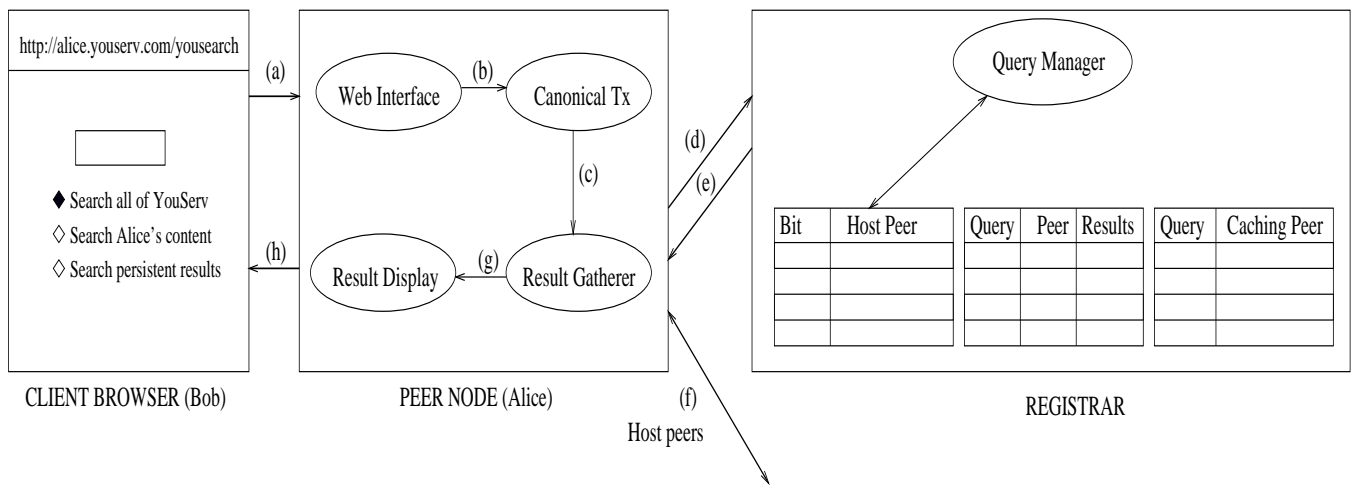 http://alice.youserv.com/yousearch
Search all of YouServ
Search Alice's content
Search persistent results
CLIENT BROWSER (Bob)
(a)
(h)
Web Interface
(b)
Canonical Tx
(c)
Result Display
(g)
Result Gatherer
PEER NODE (Alice)
(d)
(e)
(f)
Host peers
Query Manager
Bit Host Peer
Query Peer Results
Query Caching Peer
REGISTRAR